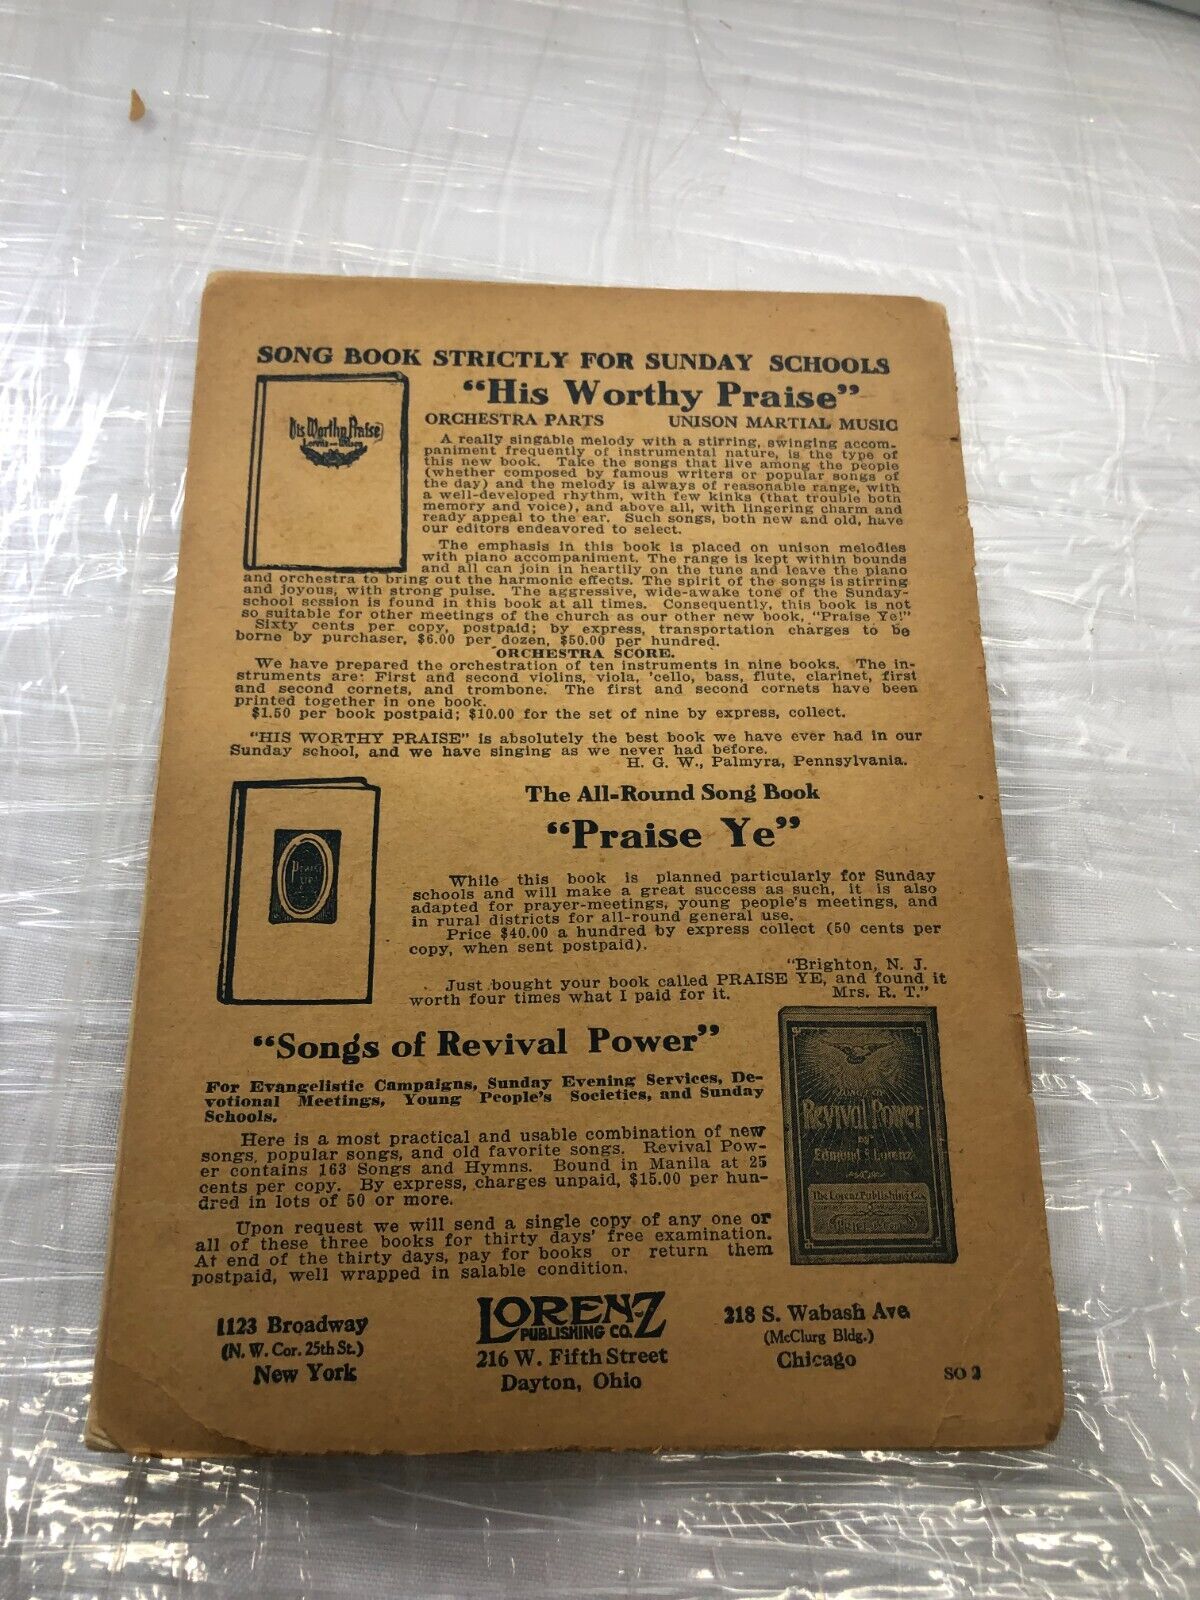 SONG BOOK STRICTLY FOR SUNDAY SCHOOLS
"His Worthy Praise"
ORCHESTRA PARTS UNISON MARTIAL MUSIC
His Worthy Praise
Lorenz Wilson
A really singable melody with a stirring, swinging accom-
paniment frequently of instrumental nature, is the type of
this new book. Take the songs that live among the people
(whether composed by famous writers or popular songs of
the day) and the melody is always of reasonable range, with
a well-developed rhythm, with few kinks (that trouble both
memory and voice), and above all, with lingering charm and
ready appeal to the ear. Such songs, both new and old, have
our editors endeavored to select.
The emphasis in this book is placed on unison melodies
with piano accompaniment. The range is kept within bounds
and all can join in heartily on the tune and leave the piano
and orchestra to bring out the harmonic effects. The spirit of the songs is stirring
and joyous, with strong pulse. The aggressive, wide-awake tone of the Sunday-
school session is found in this book at all times. Consequently, this book is not
so suitable for other meetings of the church as our other new book, "Praise Ye!"
Sixty cents per copy, postpaid; by express, transportation charges to be
borne by purchaser, $6.00 per dozen, $50.00 per hundred.
ORCHESTRA SCORE.
We have prepared the orchestration of ten instruments in nine books. The in-
struments are: First and second violins, viola, 'cello, bass, flute, clarinet, first
and second cornets, and trombone. The first and second cornets have been
printed together in one book.
$1.50 per book postpaid; $10.00 for the set of nine by express, collect.
"HIS WORTHY PRAISE" is absolutely the best book we have ever had in our
Sunday school, and we have singing as we never had before.
H. G. W., Palmyra, Pennsylvania.
The All-Round Song Book
"Praise Ye"
PRAISE YE
While this book is planned particularly for Sunday
schools and will make a great success as such, it is also
adapted for prayer-meetings, young people's meetings, and
in rural districts for all-round general use.
Price $40.00 a hundred by express collect (50 cents per
copy, when sent postpaid).
"Brighton, N. J.
Just bought your book called PRAISE YE, and found it
worth four times what I paid for it. Mrs. R. T."
"Songs of Revival Power"
For Evangelistic Campaigns, Sunday Evening Services, De-
votional Meetings, Young People's Societies, and Sunday
Schools.
Here is a most practical and usable combination of new
songs, popular songs, and old favorite songs. Revival Pow-
er contains 163 Songs and Hymns. Bound in Manila at 25
cents per copy. By express, charges unpaid, $15.00 per hun-
dred in lots of 50 or more.
Upon request we will send a single copy of any one or
all of these three books for thirty days' free examination.
At end of the thirty days, pay for books or return them
postpaid, well wrapped in salable condition.
Revival Power
BY
Edmund S. Lorenz
The Lorenz Publishing Co.
1123 Broadway
(N. W. Cor. 25th St.)
New York
LORENZ
PUBLISHING CO.
216 W. Fifth Street
Dayton, Ohio
218 S. Wabash Ave.
(McClurg Bldg.)
Chicago
SO 2